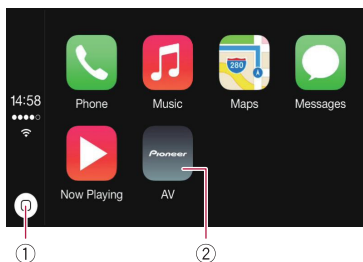 280
Phone
Music
Maps
Messages
14:58
Pioneer
Now Playing
AV
①
②